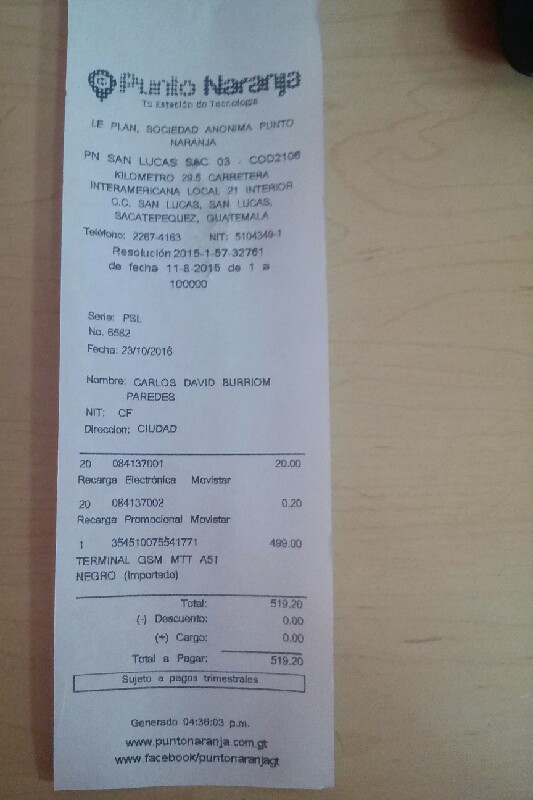 Punto Naranja
Tu Estación de Tecnología
LE PLAN, SOCIEDAD ANONIMA PUNTO
NARANJA
PN SAN LUCAS SAC 03 - COD2106
KILOMETRO 29.5 CARRETERA
INTERAMERICANA LOCAL 21 INTERIOR
C.C. SAN LUCAS, SAN LUCAS,
SACATEPEQUEZ, GUATEMALA
Teléfono: 2267-4163 NIT: 5104349-1
Resolución 2015-1-57-32761
de fecha 11-8-2015 de 1 a
100000
Serie: PSL
No. 6582
Fecha: 23/10/2016
Nombre: CARLOS DAVID BURRIOM
PAREDES
NIT: CF
Direccion: CIUDAD
20 084137001 20.00
Recarga Electrónica Movistar
20 084137002 0.20
Recarga Promocional Movistar
1 354510075541771 499.00
TERMINAL GSM MTT A51
NEGRO (Importado)
Total: 519.20
(-) Descuento: 0.00
(+) Cargo: 0.00
Total a Pagar: 519.20
Sujeto a pagos trimestrales
Generado 04:36:03 p.m.
www.puntonaranja.com.gt
www.facebook/puntonaranjagt